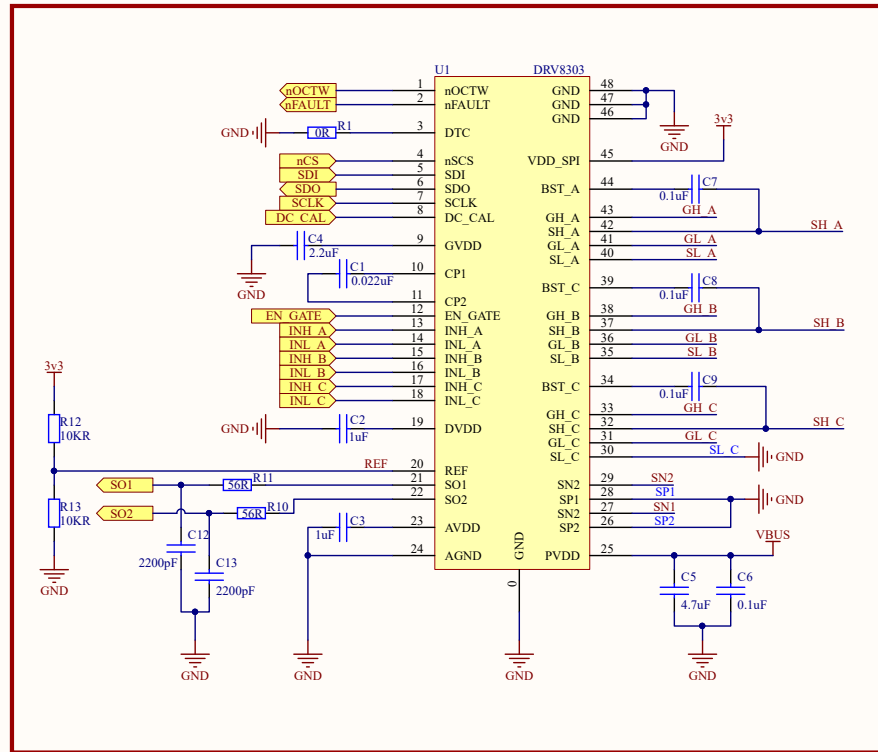 U1 DRV8303
nOCTW 1 nOCTW GND 48
nFAULT 2 nFAULT GND 47
GND 46
GND
3v3
GND 0R R1 3 DTC
nCS 4 nSCS VDD_SPI 45
SDI 5 SDI
SDO 6 SDO BST_A 44 C7
0.1uF
SCLK 7 SCLK
DC_CAL 8 DC_CAL GH_A 43 GH_A
SH_A 42 SH_A
C4 9 GVDD GL_A 41 GL_A
2.2uF
SL_A 40 SL_A
GND
C1 10 CP1
0.022uF
BST_C 39 C8
0.1uF
11 CP2
EN_GATE 12 EN_GATE GH_B 38 GH_B
INH_A 13 INH_A SH_B 37 SH_B
INL_A 14 INL_A GL_B 36 GL_B
INH_B 15 INH_B SL_B 35 SL_B
INL_B 16 INL_B
INH_C 17 INH_C BST_C 34 C9
0.1uF
INL_C 18 INL_C
3v3
GH_C 33 GH_C
R12
10KR
GND C2 19 DVDD SH_C 32 SH_C
1uF
GL_C 31 GL_C
SL_C 30 SL_C GND
REF 20 REF
SO1 56R R11 21 SO1 SN2 29 SN2
22 SO2 SP1 28 SP1 GND
R13
10KR
SO2 56R R10 SN2 27 SN1
C3 23 AVDD SP2 26 SP2
1uF
C12
2200pF
24 AGND GND PVDD 25 VBUS
C13
2200pF
GND
0
C5
4.7uF
C6
0.1uF
GND
GND
GND
GND